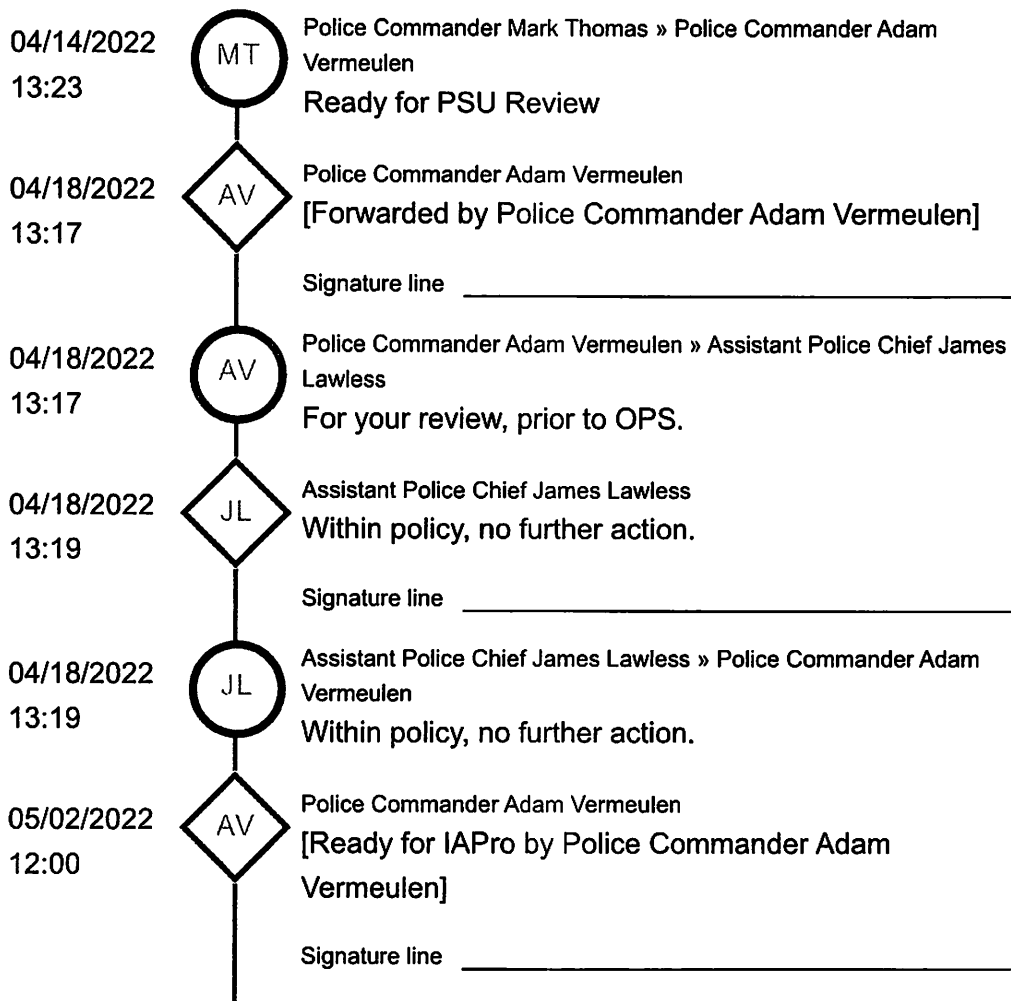 04/14/2022
13:23
MT
Police Commander Mark Thomas » Police Commander Adam
Vermeulen
Ready for PSU Review
04/18/2022
13:17
AV
Police Commander Adam Vermeulen
[Forwarded by Police Commander Adam Vermeulen]
Signature line
04/18/2022
13:17
AV
Police Commander Adam Vermeulen » Assistant Police Chief James
Lawless
For your review, prior to OPS.
04/18/2022
13:19
JL
Assistant Police Chief James Lawless
Within policy, no further action.
Signature line
04/18/2022
13:19
JL
Assistant Police Chief James Lawless » Police Commander Adam
Vermeulen
Within policy, no further action.
05/02/2022
12:00
AV
Police Commander Adam Vermeulen
[Ready for IAPro by Police Commander Adam
Vermeulen]
Signature line